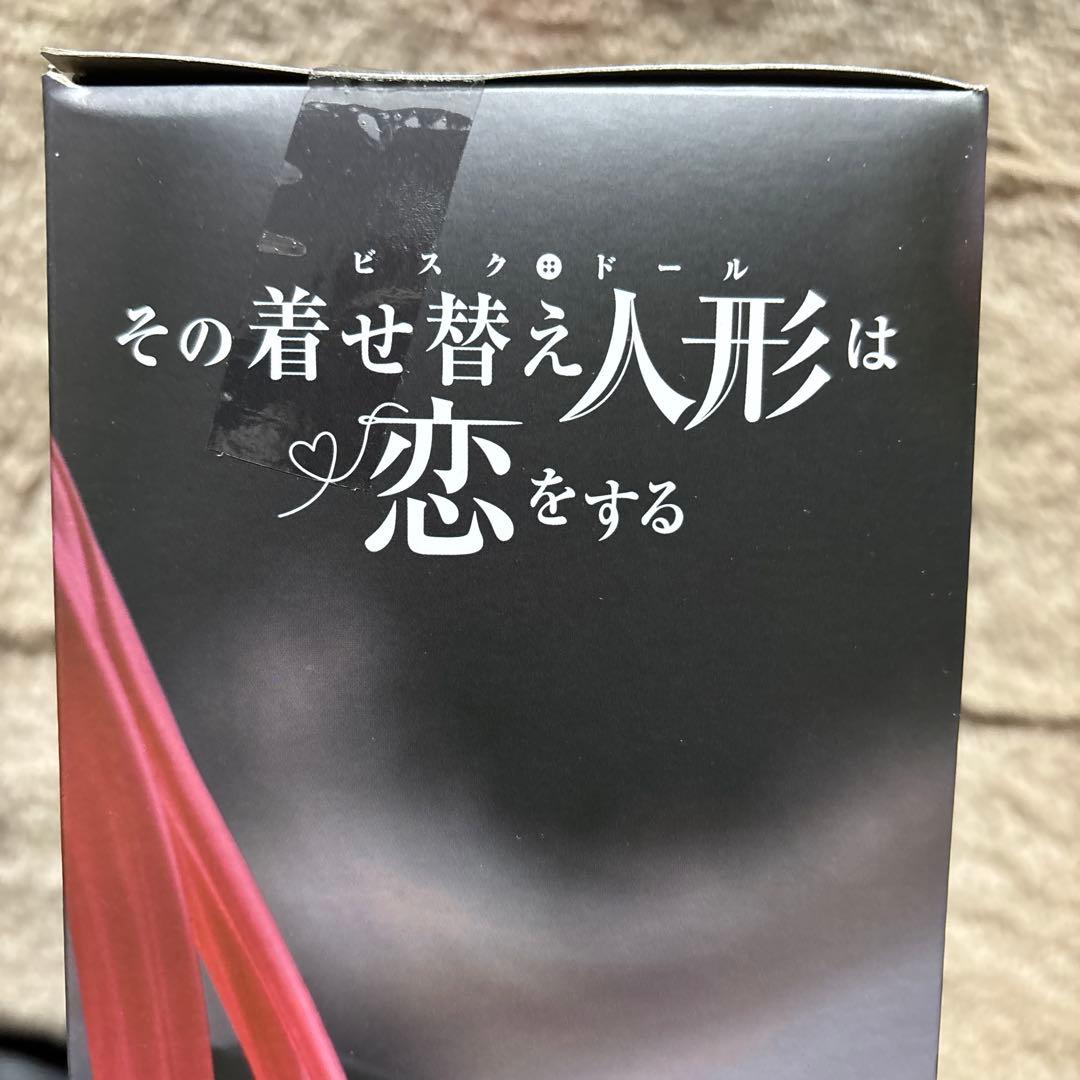 ビスク・ドール
その着せ替え人形は
恋をする